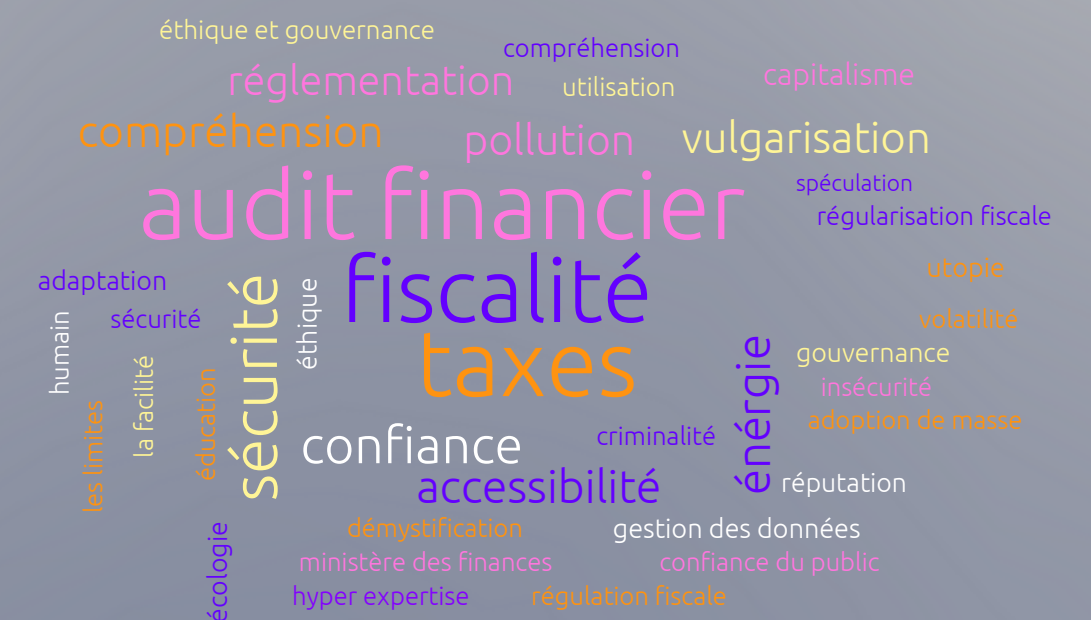 éthique et gouvernance
compréhension
réglementation
utilisation
capitalisme
compréhension
pollution
vulgarisation
audit financier
spéculation
régularisation fiscale
fiscalité
adaptation
sécurité
humain
la facilité
les limites
éducation
sécurité
éthique
taxes
utopie
volatilité
énérgie
gouvernance
insécurité
adoption de masse
confiance
criminalité
accessibilité
réputation
démystification
gestion des données
écologie
ministère des finances
confiance du public
hyper expertise
régulation fiscale